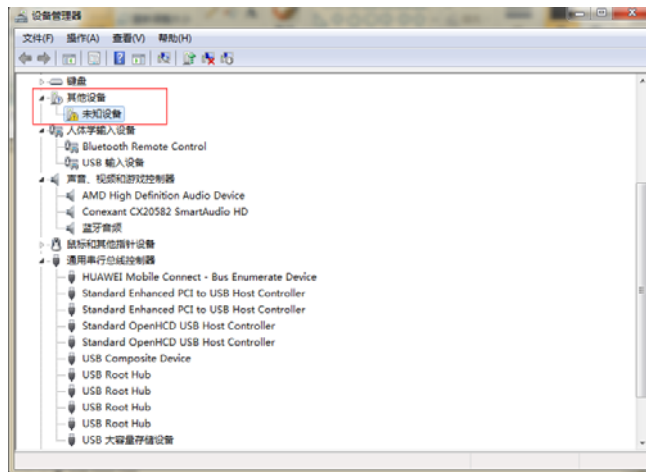 设备管理器
文件(F) 操作(A) 查看(V) 帮助(H)
键盘
其他设备
未知设备
人体学输入设备
Bluetooth Remote Control
USB 输入设备
声音、视频和游戏控制器
AMD High Definition Audio Device
Conexant CX20582 SmartAudio HD
蓝牙音频
鼠标和其他指针设备
通用串行总线控制器
HUAWEI Mobile Connect - Bus Enumerate Device
Standard Enhanced PCI to USB Host Controller
Standard Enhanced PCI to USB Host Controller
Standard OpenHCD USB Host Controller
Standard OpenHCD USB Host Controller
USB Composite Device
USB Root Hub
USB Root Hub
USB Root Hub
USB Root Hub
USB 大容量存储设备